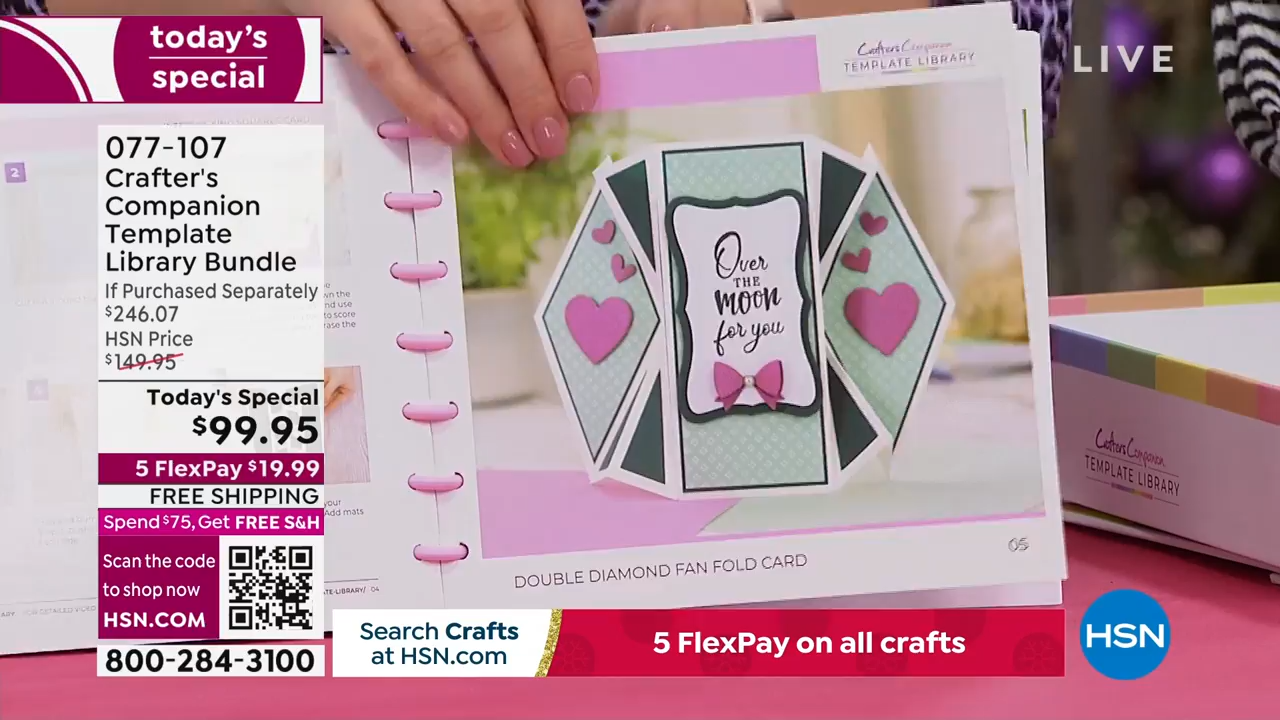 today's
special
077-107
Crafter's
Companion
Template
Library Bundle
If Purchased Separately
$246.07
HSN Price
$149.95
Today's Special
$99.95
5 FlexPay $19.99
FREE SHIPPING
Spend $75, Get FREE S&H
Scan the code
to shop now
HSN.COM
800-284-3100
LIVE
Crafter's Companion
TEMPLATE LIBRARY
Over
THE
moon
for you
DOUBLE DIAMOND FAN FOLD CARD
05
2
04
Crafter's Companion
TEMPLATE LIBRARY
Search Crafts
at HSN.com
5 FlexPay on all crafts
HSN